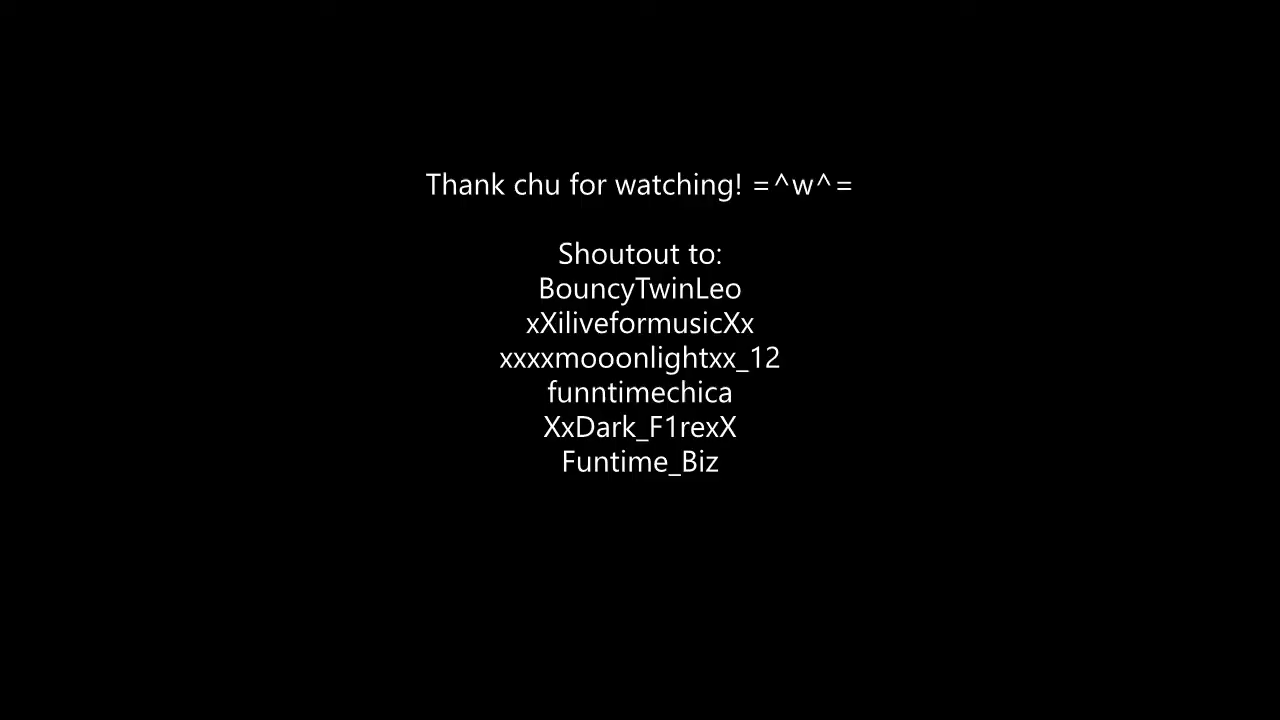 Thank chu for watching! =^w^=
Shoutout to:
BouncyTwinLeo
xXiliveformusicXx
xxxxmooonlightxx_12
funntimechica
XxDark_F1rexX
Funtime_Biz